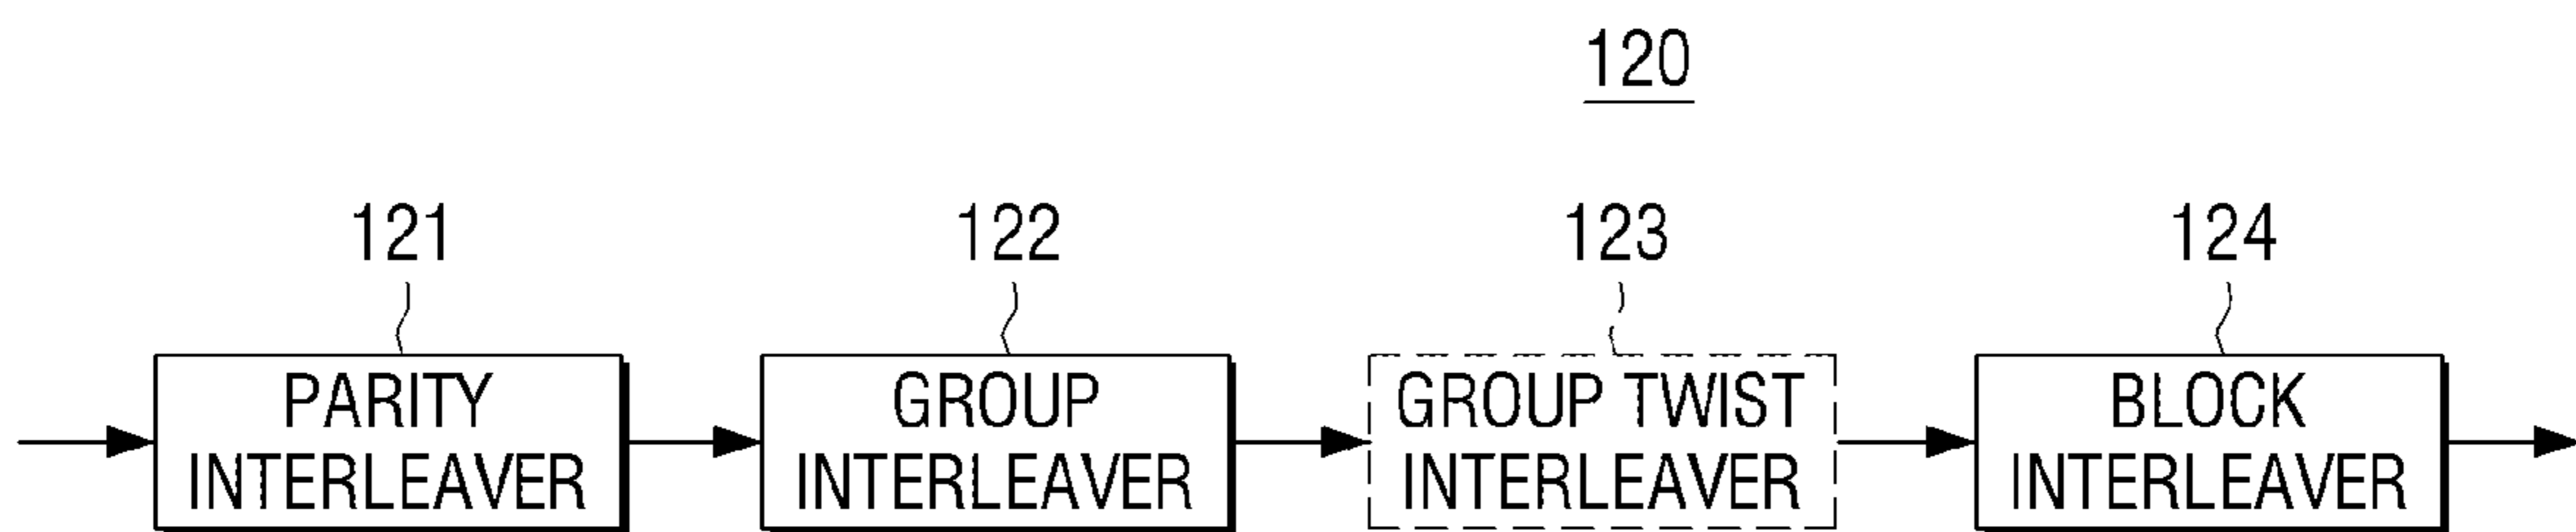 120
121
122
123
124
PARITY
INTERLEAVER
GROUP
INTERLEAVER
GROUP TWIST
INTERLEAVER
BLOCK
INTERLEAVER